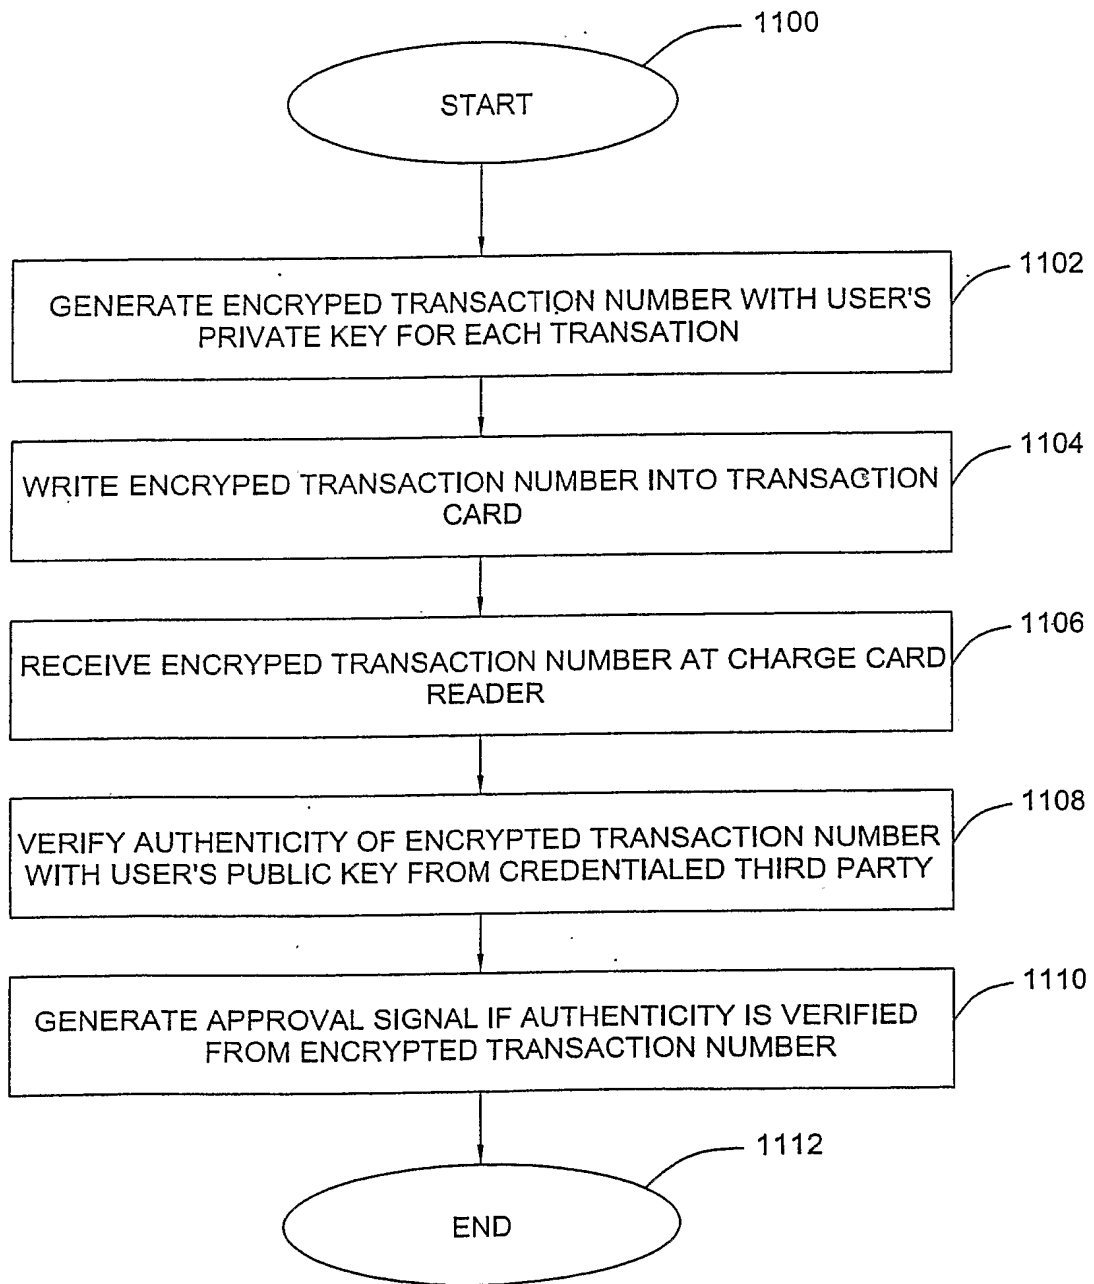 1100
START
1102
GENERATE ENCRYPED TRANSACTION NUMBER WITH USER'S
PRIVATE KEY FOR EACH TRANSATION
1104
WRITE ENCRYPED TRANSACTION NUMBER INTO TRANSACTION
CARD
1106
RECEIVE ENCRYPED TRANSACTION NUMBER AT CHARGE CARD
READER
1108
VERIFY AUTHENTICITY OF ENCRYPTED TRANSACTION NUMBER
WITH USER'S PUBLIC KEY FROM CREDENTIALED THIRD PARTY
1110
GENERATE APPROVAL SIGNAL IF AUTHENTICITY IS VERIFIED
FROM ENCRYPTED TRANSACTION NUMBER
1112
END